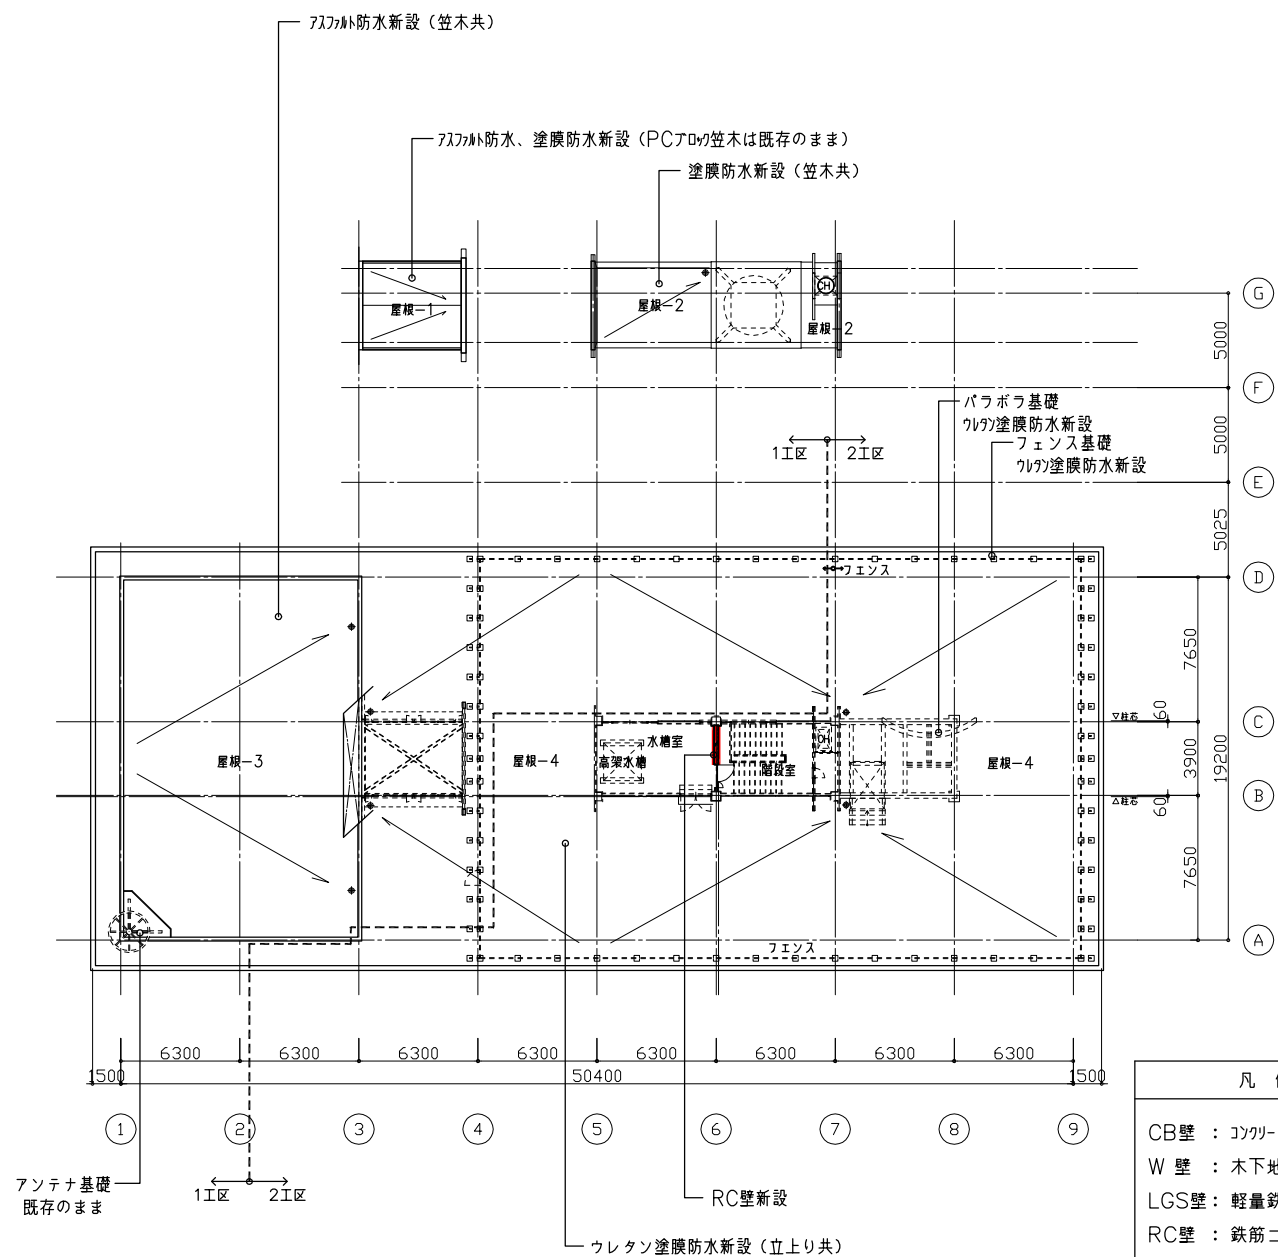 アスファルト防水新設（笠木共）
アスファルト防水、塗膜防水新設（PCブロック笠木は既存のまま）
塗膜防水新設（笠木共）
CH
屋根-1
屋根-2
屋根-2
G
5000
F
パラボラ基礎
ウレタン塗膜防水新設
フェンス基礎
ウレタン塗膜防水新設
1工区
2工区
5000
E
5025
フェンス
D
7650
▽柱芯
60
C
水槽室
CH
屋根-3
屋根-4
高架水槽
階段室
屋根-4
3900
19200
△柱芯
60
B
7650
フェンス
A
6300
6300
6300
6300
6300
6300
6300
6300
1500
50400
1500
1
2
3
4
5
6
7
8
9
凡
CB壁 : コンクリー
W 壁 : 木下地
LGS壁 : 軽量鉄
RC壁 : 鉄筋コ
アンテナ基礎
既存のまま
1工区
2工区
RC壁新設
ウレタン塗膜防水新設（立上り共）